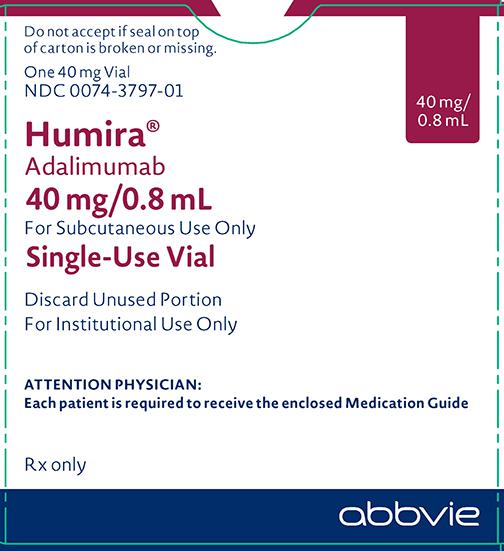 Do not accept if seal on top
of carton is broken or missing.
One 40 mg Vial
NDC 0074-3797-01
40 mg/
0.8 mL
Humira®
Adalimumab
40 mg/0.8 mL
For Subcutaneous Use Only
Single-Use Vial
Discard Unused Portion
For Institutional Use Only
ATTENTION PHYSICIAN:
Each patient is required to receive the enclosed Medication Guide
Rx only
abbvie